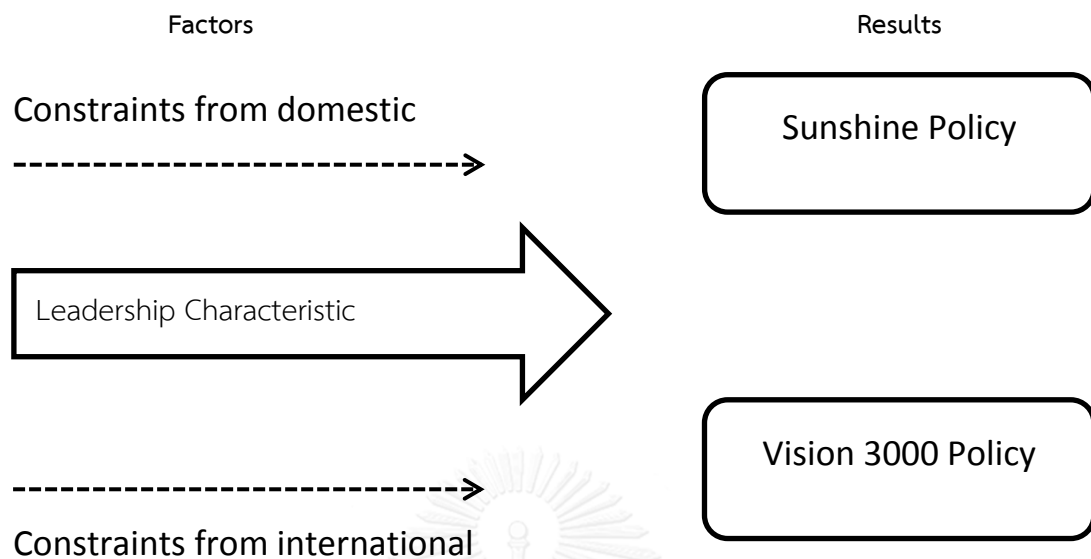 Factors
Results
Constraints from domestic
Sunshine Policy
Leadership Characteristic
Vision 3000 Policy
Constraints from international